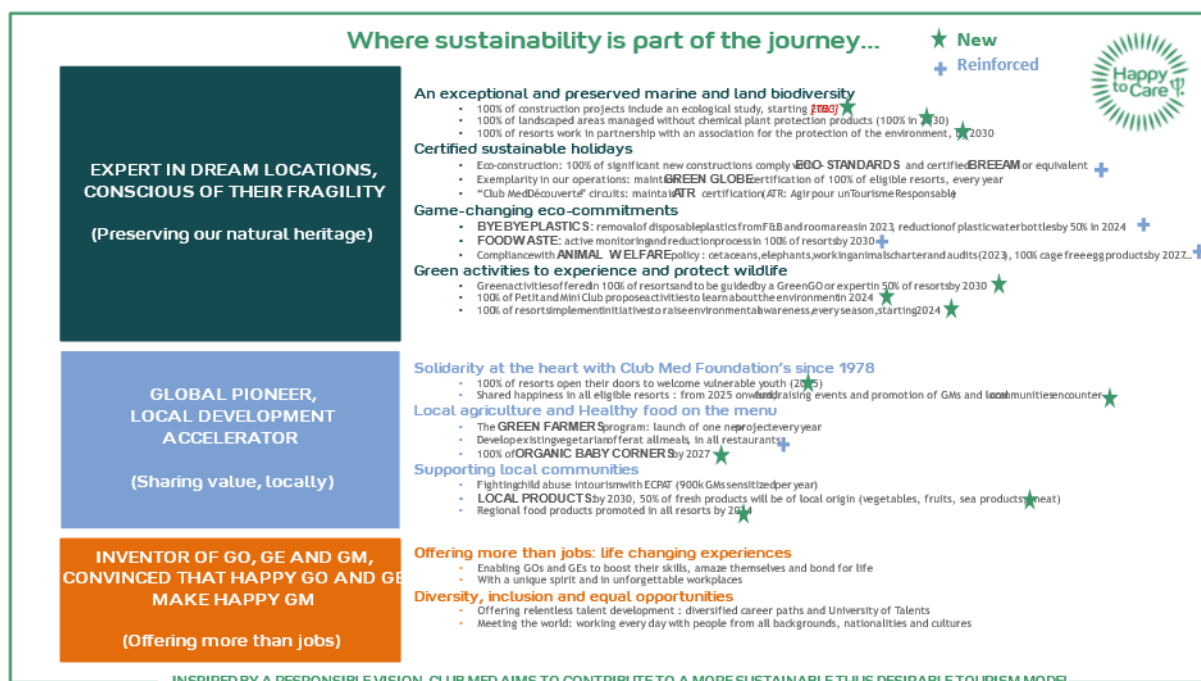 Where sustainability is part of the journey...
New
Reinforced
Happy
to Care
EXPERT IN DREAM LOCATIONS,
CONSCIOUS OF THEIR FRAGILITY
(Preserving our natural heritage)
An exceptional and preserved marine and land biodiversity
100% of construction projects include an ecological study, starting
100% of landscaped areas managed without chemical plant protection products (100% in 2030)
100% of resorts work in partnership with an association for the protection of the environment, by 2030
Certified sustainable holidays
Eco-construction: 100% of significant new constructions comply with ECO-STANDARDS and certified BREEAM or equivalent
Exemplarity in our operations: maintain GREEN GLOBE certification of 100% of eligible resorts, every year
“Club Med Découverte” circuits: maintain ATR certification (ATR: Agir pour un Tourisme Responsable)
Game-changing eco-commitments
BYE BYE PLASTICS: removal of disposable plastics from F&B and room areas in 2023, reduction of plastic water bottles by 50% in 2024
FOOD WASTE: active monitoring and reduction process in 100% of resorts by 2030
Compliance with ANIMAL WELFARE policy : cetaceans, elephants, working animals charter and audits (2023), 100% cage free egg products by 2027...
Green activities to experience and protect wildlife
Green activities offered in 100% of resorts and to be guided by a Green GO or expert in 50% of resorts by 2030
100% of Petit and Mini Club propose activities to learn about the environment in 2024
100% of resorts implement initiatives to raise environmental awareness, every season, starting 2024
GLOBAL PIONEER,
LOCAL DEVELOPMENT
ACCELERATOR
(Sharing value, locally)
Solidarity at the heart with Club Med Foundation’s since 1978
100% of resorts open their doors to welcome vulnerable youth (2025)
Shared happiness in all eligible resorts : from 2025 onward, fundraising events and promotion of GMs and local communities encounter
Local agriculture and Healthy food on the menu
The GREEN FARMERS program: launch of one new project every year
Develop existing vegetarian offer at all meals, in all restaurants
100% of ORGANIC BABY CORNERS by 2027
Supporting local communities
Fighting child abuse in tourism with ECPAT (900k GMs sensitized per year)
LOCAL PRODUCTS: by 2030, 50% of fresh products will be of local origin (vegetables, fruits, sea products, meat)
Regional food products promoted in all resorts by 2024
INVENTOR OF GO, GE AND GM,
CONVINCED THAT HAPPY GO AND GE
MAKE HAPPY GM
(Offering more than jobs)
Offering more than jobs: life changing experiences
Enabling GOs and GEs to boost their skills, amaze themselves and bond for life
With a unique spirit and in unforgettable workplaces
Diversity, inclusion and equal opportunities
Offering relentless talent development : diversified career paths and University of Talents
Meeting the world: working every day with people from all backgrounds, nationalities and cultures
INSPIRED BY A RESPONSIBLE VISION, CLUB MED AIMS TO CONTRIBUTE TO A MORE SUSTAINABLE THUS DESIRABLE TOURISM MODEL